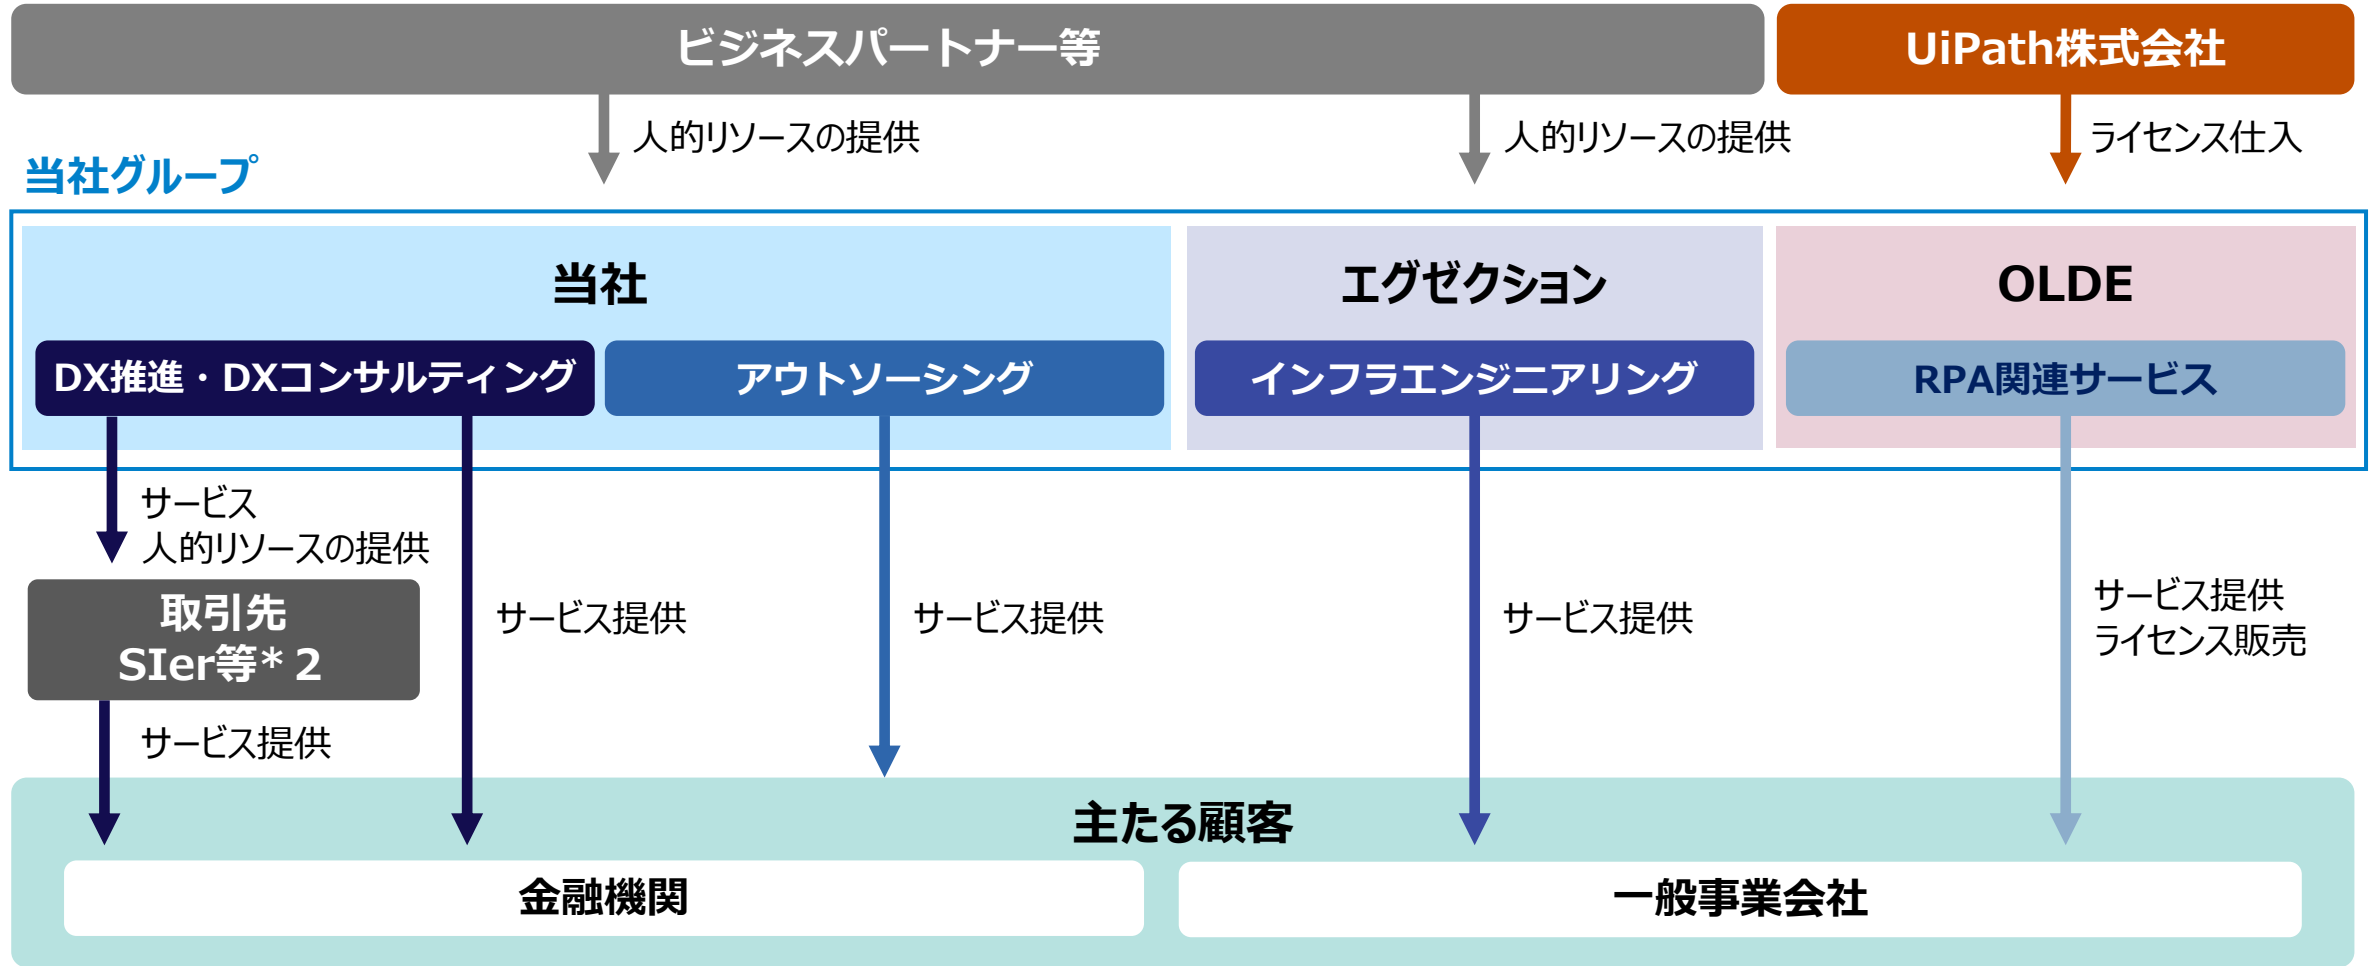 ビジネスパートナー等
UiPath株式会社
人的リソースの提供
人的リソースの提供
ライセンス仕入
当社グループ
当社
エグゼクション
OLDE
DX推進・DXコンサルティング
アウトソーシング
インフラエンジニアリング
RPA関連サービス
サービス
人的リソースの提供
取引先
SIer等*2
サービス提供
サービス提供
サービス提供
サービス提供
ライセンス販売
サービス提供
主たる顧客
金融機関
一般事業会社